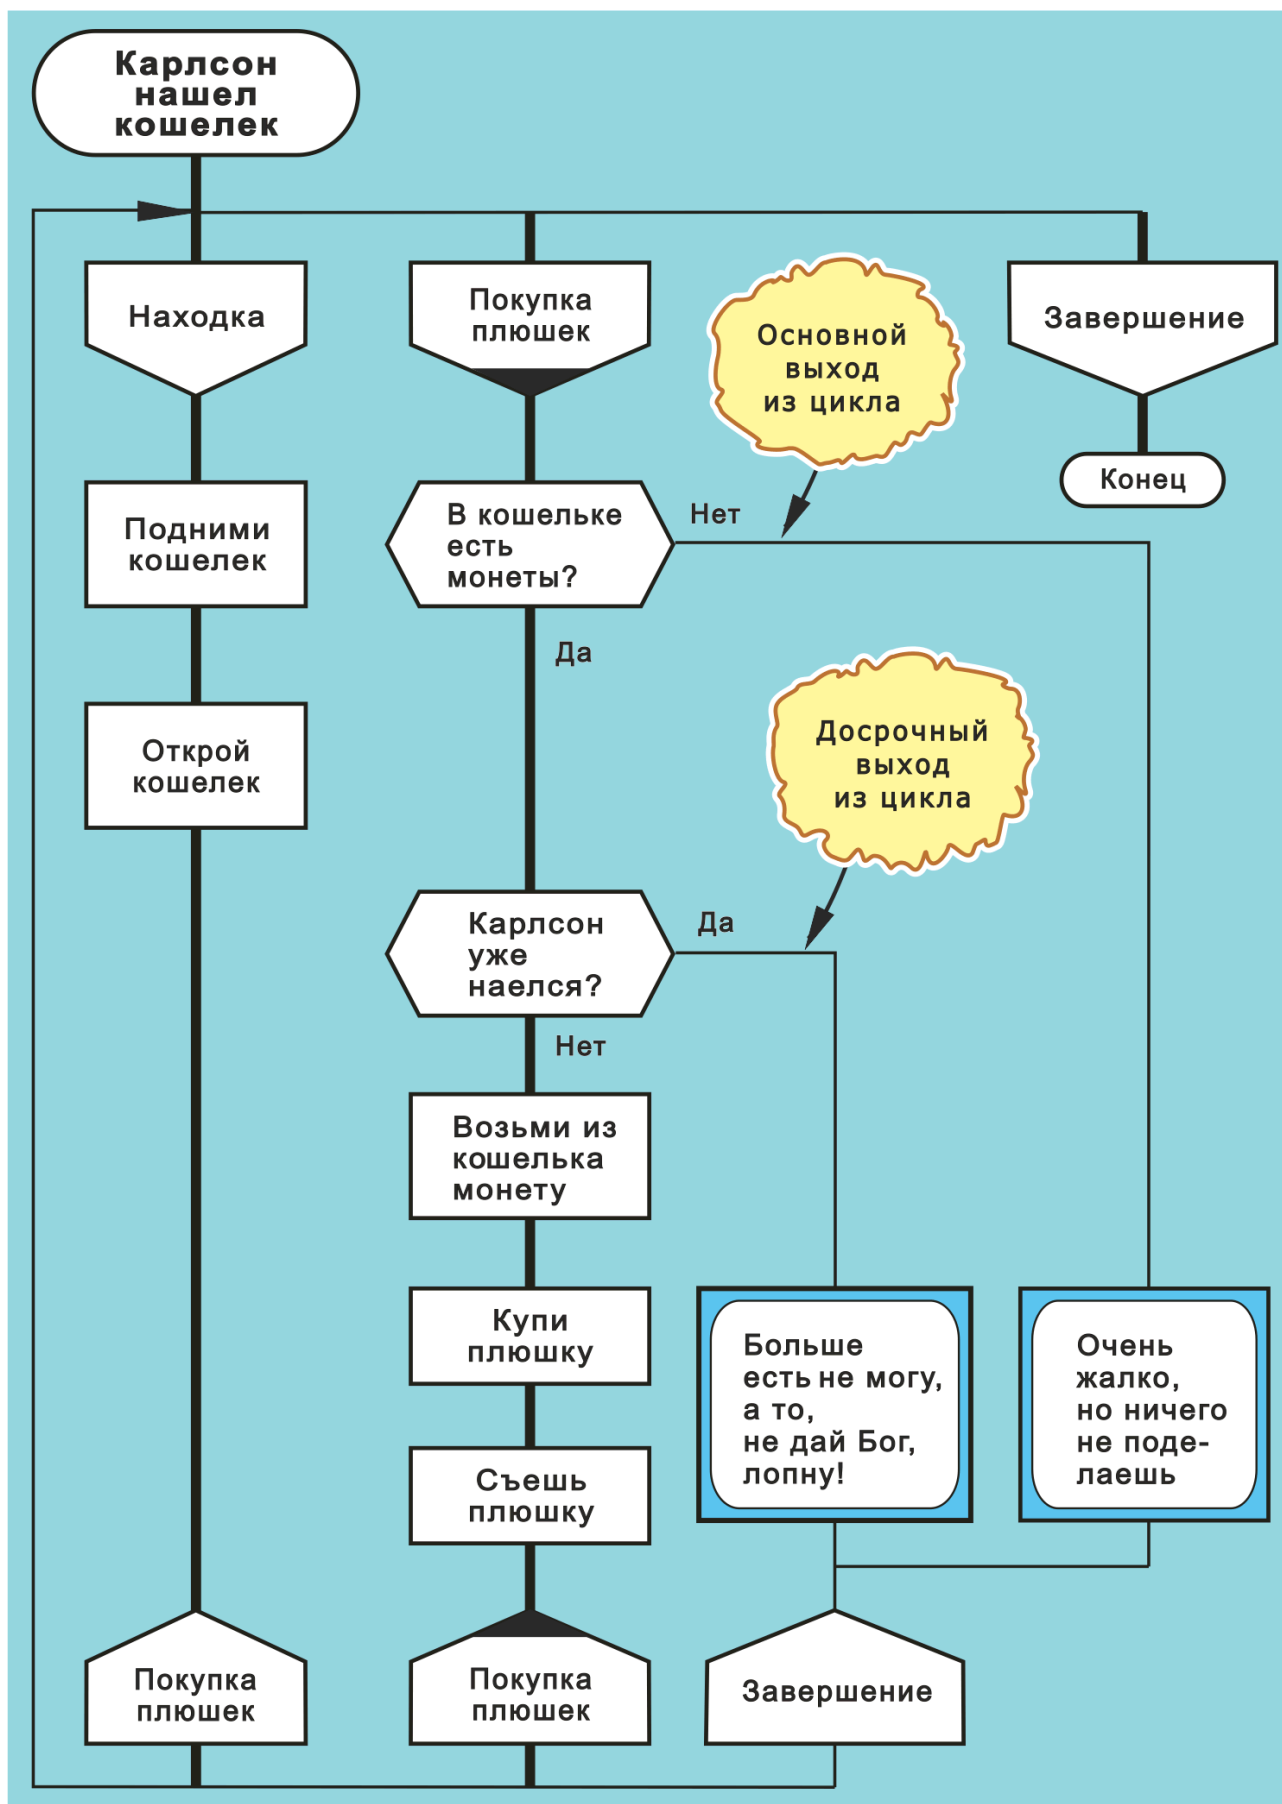 Карлсон
нашел
кошелек
Находка
Подними
кошелек
Открой
кошелек
Покупка
плюшек
Покупка
плюшек
В кошельке
есть
монеты?
Нет
Да
Основной
выход
из цикла
Карлсон
уже
наелся?
Да
Нет
Досрочный
выход
из цикла
Возьми из
кошелька
монету
Купи
плюшку
Съешь
плюшку
Покупка
плюшек
Больше
есть не могу,
а то,
не дай Бог,
лопну!
Очень
жалко,
но ничего
не поде-
лаешь
Завершение
Завершение
Конец